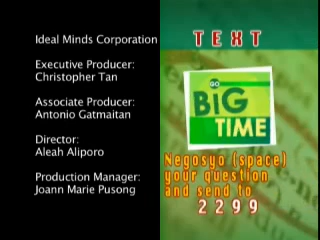 Ideal Minds Corporation
Executive Producer:
Christopher Tan
Associate Producer:
Antonio Gatmaitan
Director:
Aleah Aliporo
Production Manager:
Joann Marie Pusong
TEXT
GO
BiG
TIME
Negosyo (space)
your question
and send to
2299